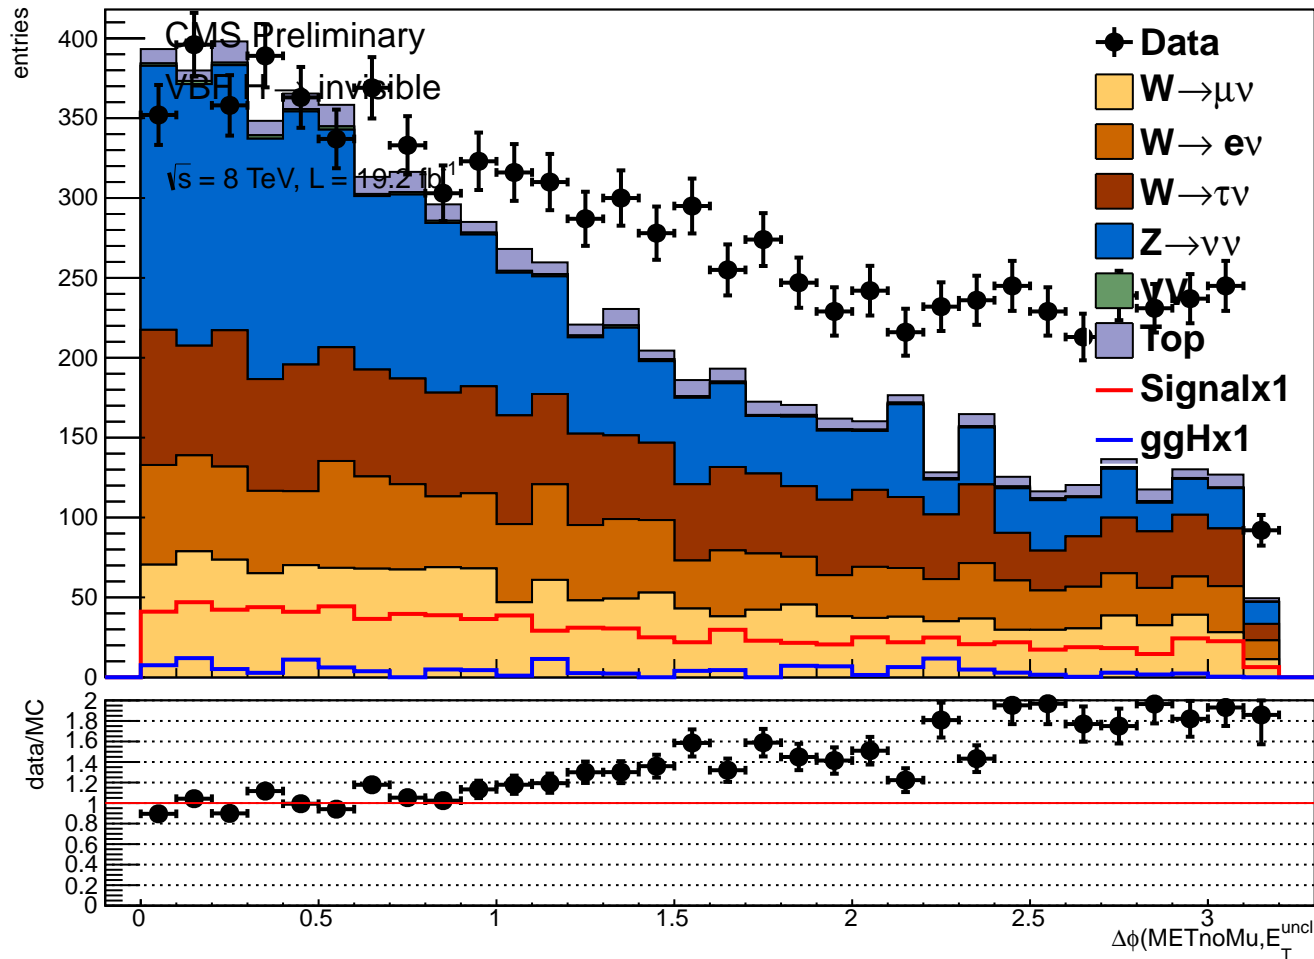 entries
400
350
300
250
200
150
100
50
0
CMS Preliminary
VBF H → invisible
√s = 8 TeV, L = 19.2 fb-1
Data
W→μν
W→ eν
W→τν
Z→νν
VV
Top
Signalx1
ggHx1
data/MC
2
1.8
1.6
1.4
1.2
1
0.8
0.6
0.4
0.2
0
0 0.5 1 1.5 2 2.5 3
Δϕ(METnoMu,E_T^uncl